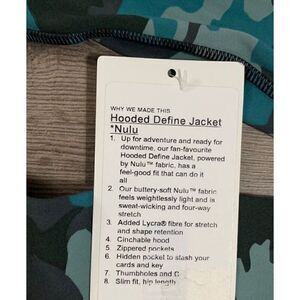 WHY WE MADE THIS
Hooded Define Jacket
*Nulu
1. Up for adventure and ready for
downtime, our fan-favourite
Hooded Define Jacket, powered
by Nulu™ fabric, has a
feel-good fit that can do it
all
2. Our buttery-soft Nulu™ fabric
feels weightlessly light and is
sweat-wicking and four-way
stretch
3. Added Lycra® fibre for stretch
and shape retention
4. Cinchable hood
5. Zippered pockets
6. Hidden pocket to stash your
cards and key
7. Thumbholes and C
8. Slim fit, hip length